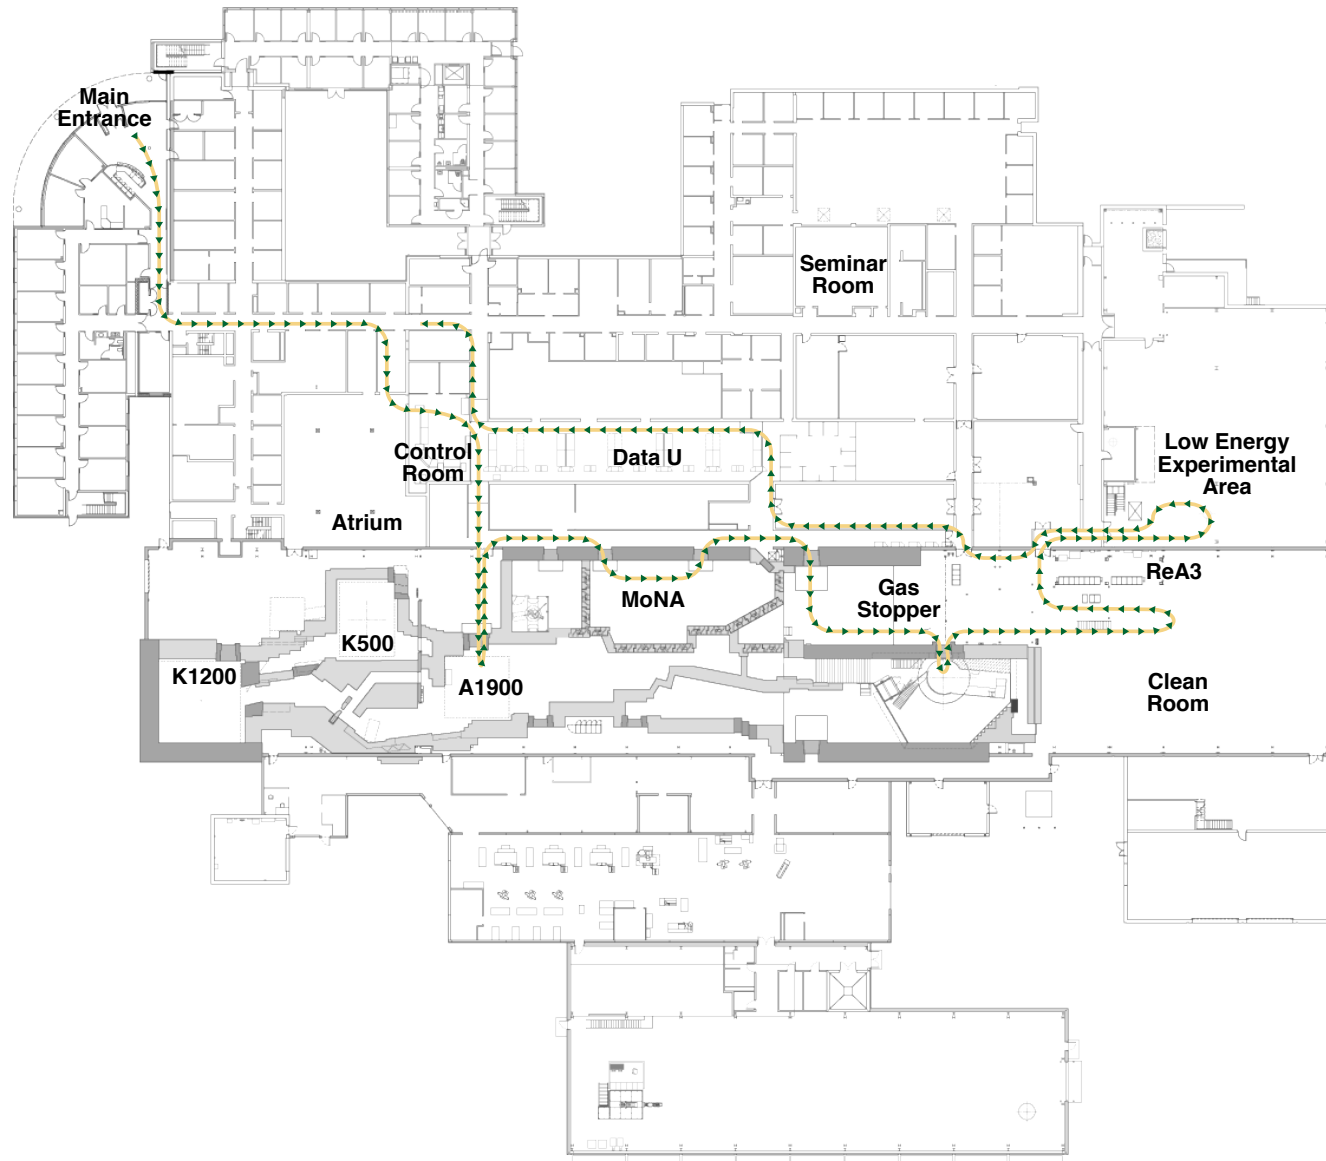 Main
Entrance
Seminar
Room
Control
Room
Data U
Low Energy
Experimental
Area
Atrium
ReA3
Gas
Stopper
MoNA
K500
K1200
A1900
Clean
Room